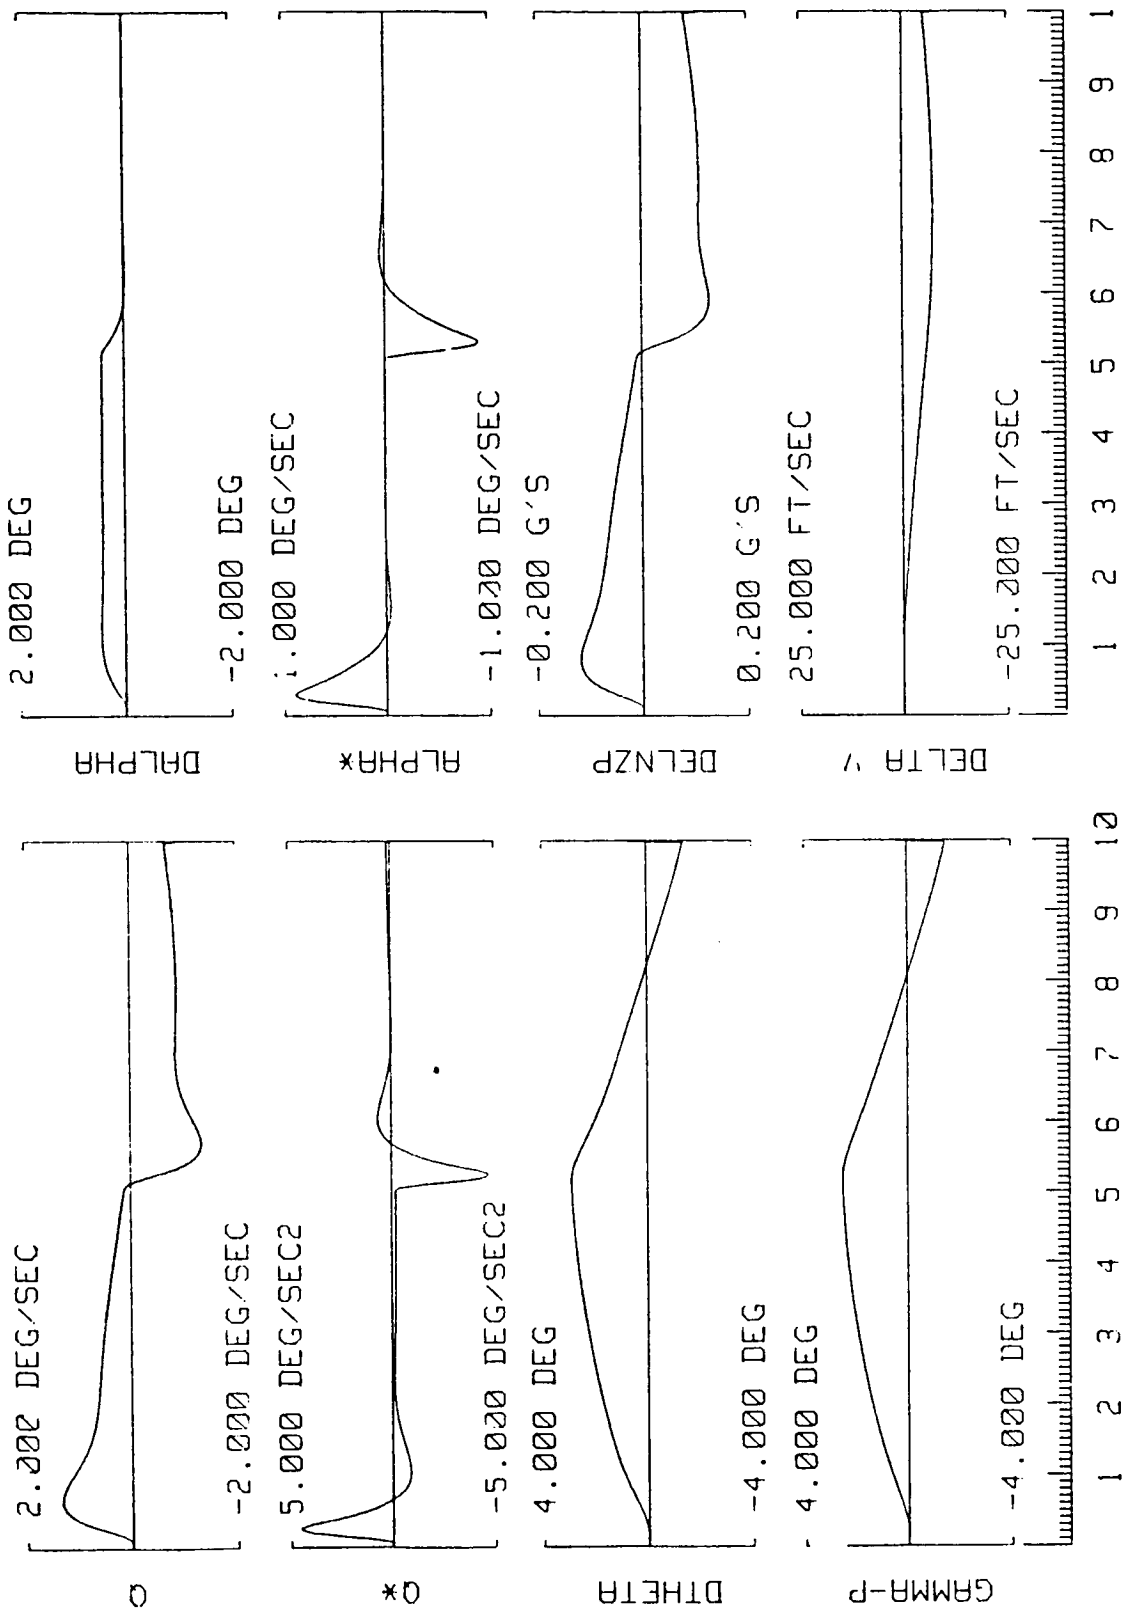 2.000 DEG/SEC
Q
-2.000 DEG/SEC
5.000 DEG/SEC2
Q*
-5.000 DEG/SEC2
4.000 DEG
DTHETA
-4.000 DEG
4.000 DEG
GAMMA-P
-4.000 DEG
1 2 3 4 5 6 7 8 9 10
2.000 DEG
DALPHA
-2.000 DEG
1.000 DEG/SEC
ALPHA*
-1.000 DEG/SEC
-0.200 G'S
DELNZP
0.200 G'S
25.000 FT/SEC
DELTA V
-25.000 FT/SEC
1 2 3 4 5 6 7 8 9 1